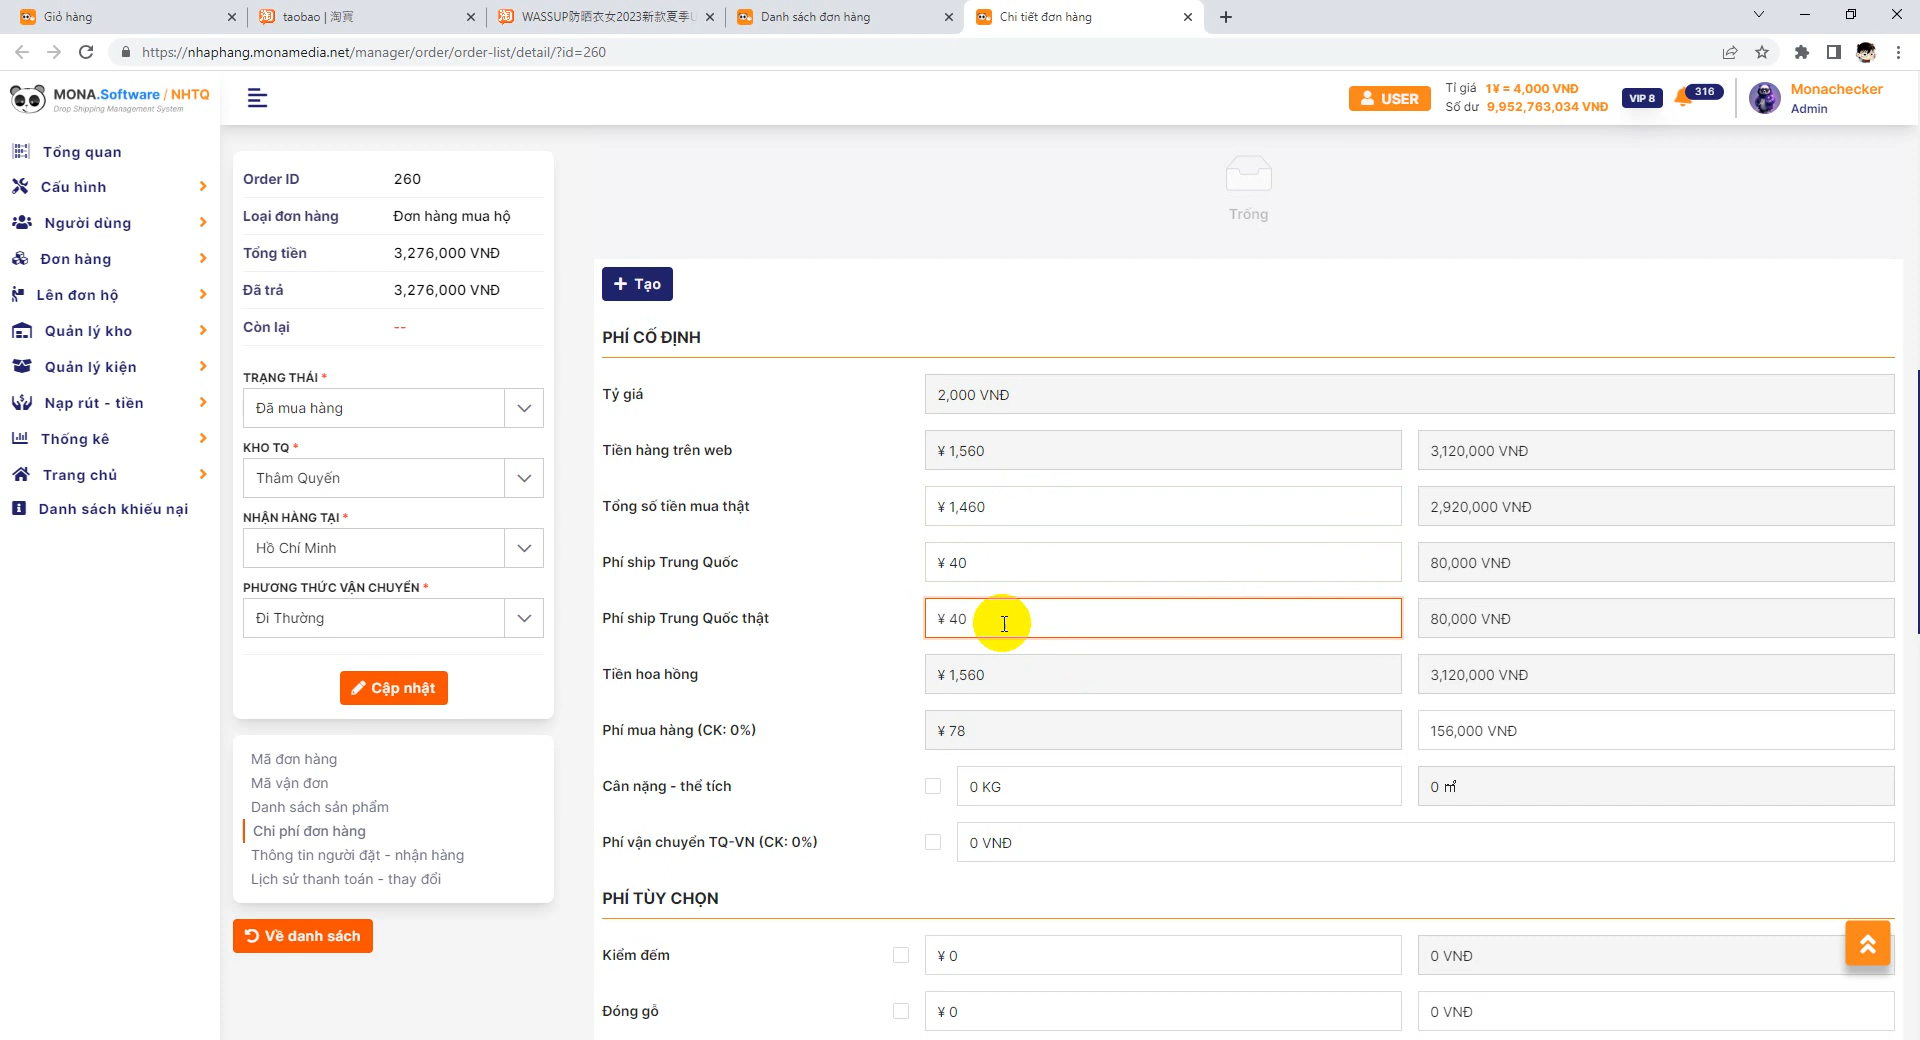 Giỏ hàng
taobao | 淘寶
WASSUP防晒衣女2023新款夏季U
Danh sách đơn hàng
Chi tiết đơn hàng
https://nhaphang.monamedia.net/manager/order/order-list/detail/?id=260
MONA.Software / NHTQ
Drop Shipping Management System
USER
Tỉ giá 1¥ = 4,000 VNĐ
Số dư 9,952,763,034 VNĐ
VIP 8
316
Monachecker
Admin
Tổng quan
Cấu hình
Người dùng
Đơn hàng
Lên đơn hộ
Quản lý kho
Quản lý kiện
Nạp rút - tiền
Thống kê
Trang chủ
Danh sách khiếu nại
Order ID 260
Loại đơn hàng Đơn hàng mua hộ
Tổng tiền 3,276,000 VNĐ
Đã trả 3,276,000 VNĐ
Còn lại --
TRẠNG THÁI *
Đã mua hàng
KHO TQ *
Thâm Quyến
NHẬN HÀNG TẠI *
Hồ Chí Minh
PHƯƠNG THỨC VẬN CHUYỂN *
Đi Thường
Cập nhật
Mã đơn hàng
Mã vận đơn
Danh sách sản phẩm
Chi phí đơn hàng
Thông tin người đặt - nhận hàng
Lịch sử thanh toán - thay đổi
Về danh sách
Trống
+ Tạo
PHÍ CỐ ĐỊNH
Tỷ giá 2,000 VNĐ
Tiền hàng trên web ¥ 1,560 3,120,000 VNĐ
Tổng số tiền mua thật ¥ 1,460 2,920,000 VNĐ
Phí ship Trung Quốc ¥ 40 80,000 VNĐ
Phí ship Trung Quốc thật ¥ 40 80,000 VNĐ
Tiền hoa hồng ¥ 1,560 3,120,000 VNĐ
Phí mua hàng (CK: 0%) ¥ 78 156,000 VNĐ
Cân nặng - thể tích 0 KG 0 ㎥
Phí vận chuyển TQ-VN (CK: 0%) 0 VNĐ
PHÍ TÙY CHỌN
Kiểm đếm ¥ 0 0 VNĐ
Đóng gỗ ¥ 0 0 VNĐ